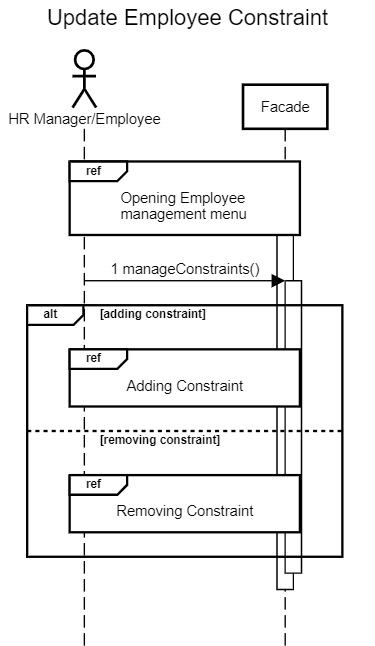 Update Employee Constraint
HR Manager/Employee
Facade
ref
Opening Employee
management menu
1 manageConstraints()
alt
[adding constraint]
ref
Adding Constraint
[removing constraint]
ref
Removing Constraint